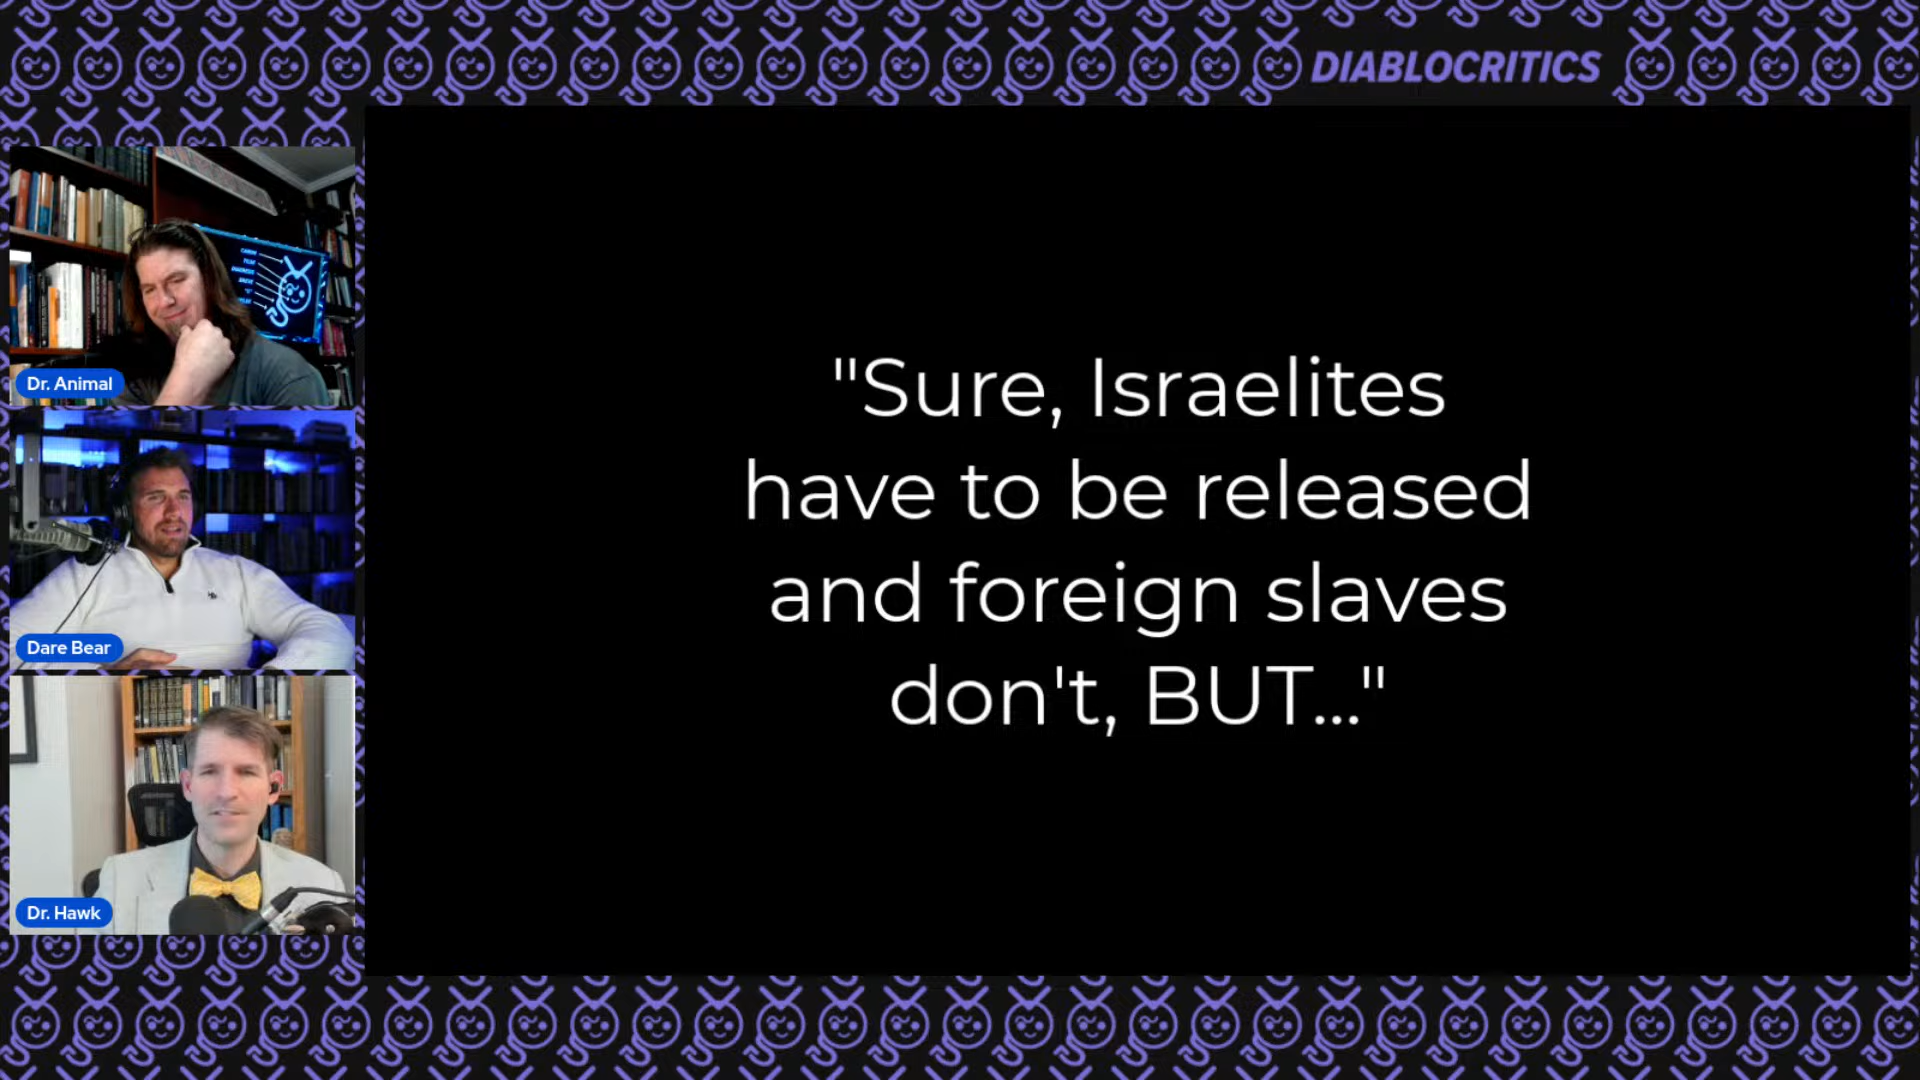 DIABLOCRITICS
Dr. Animal
Dare Bear
Dr. Hawk
"Sure, Israelites
have to be released
and foreign slaves
don't, BUT..."